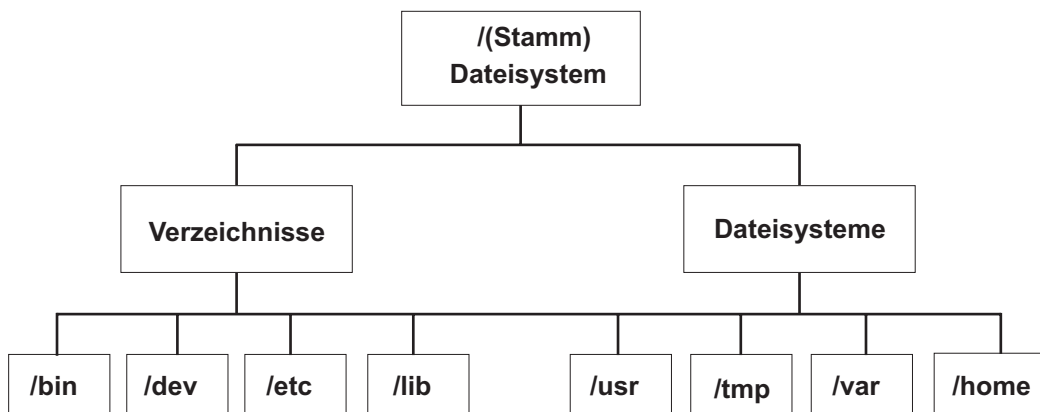 /(Stamm)
Dateisystem
Verzeichnisse
Dateisysteme
/bin
/dev
/etc
/lib
/usr
/tmp
/var
/home